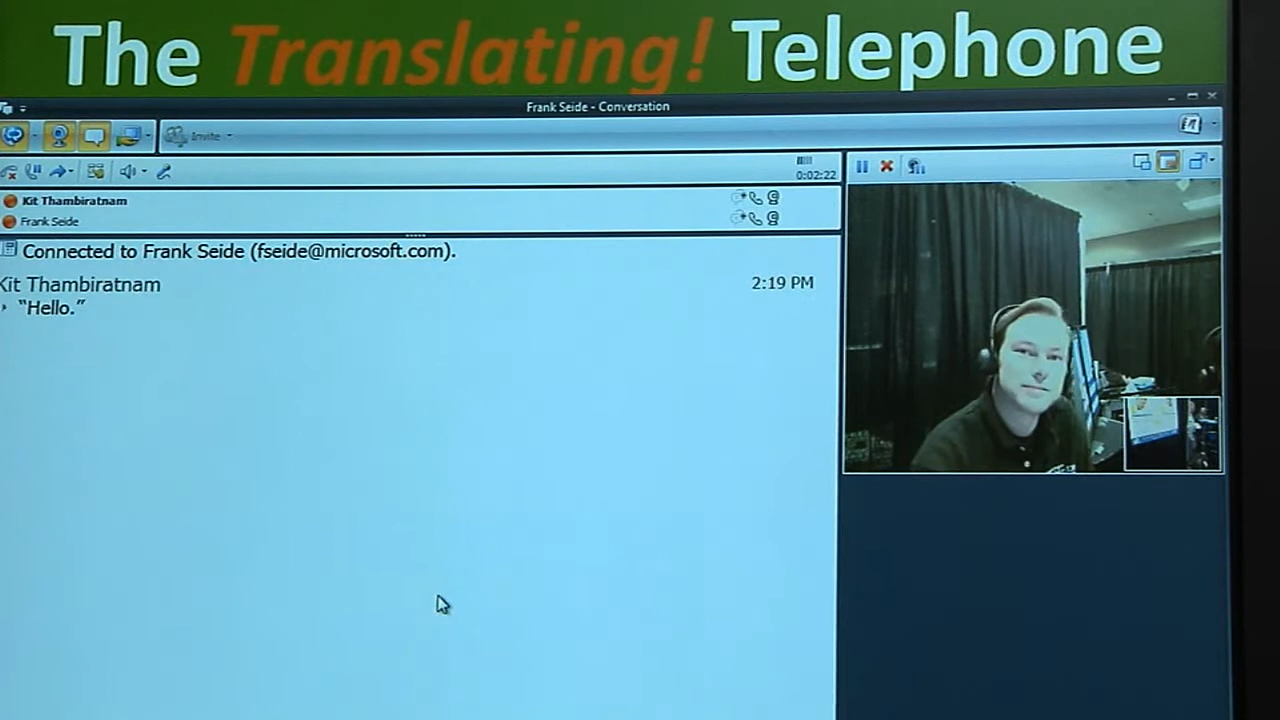 The Translating! Telephone
Frank Seide - Conversation
Invite
0:02:22
Kit Thambiratnam
Frank Seide
Connected to Frank Seide (fseide@microsoft.com).
Kit Thambiratnam 2:19 PM
"Hello."